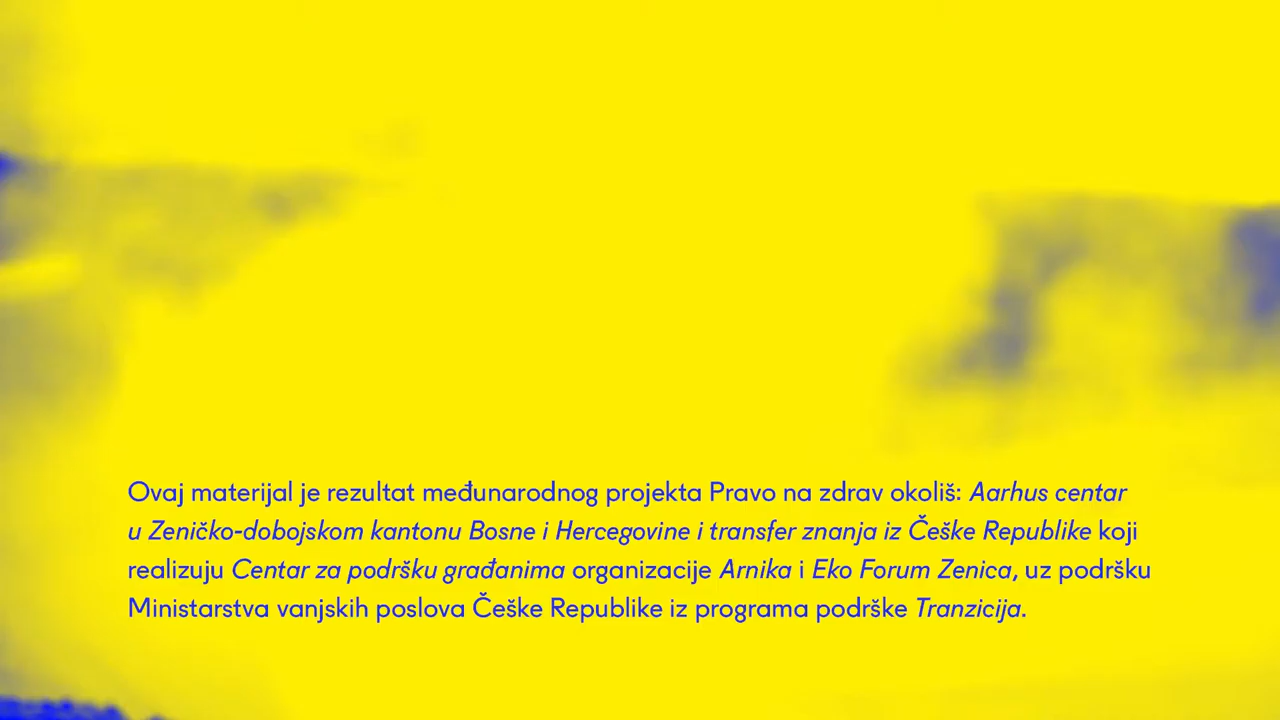 Ovaj materijal je rezultat međunarodnog projekta Pravo na zdrav okoliš: Aarhus centar
u Zeničko-dobojskom kantonu Bosne i Hercegovine i transfer znanja iz Češke Republike koji
realizuju Centar za podršku građanima organizacije Arnika i Eko Forum Zenica, uz podršku
Ministarstva vanjskih poslova Češke Republike iz programa podrške Tranzicija.